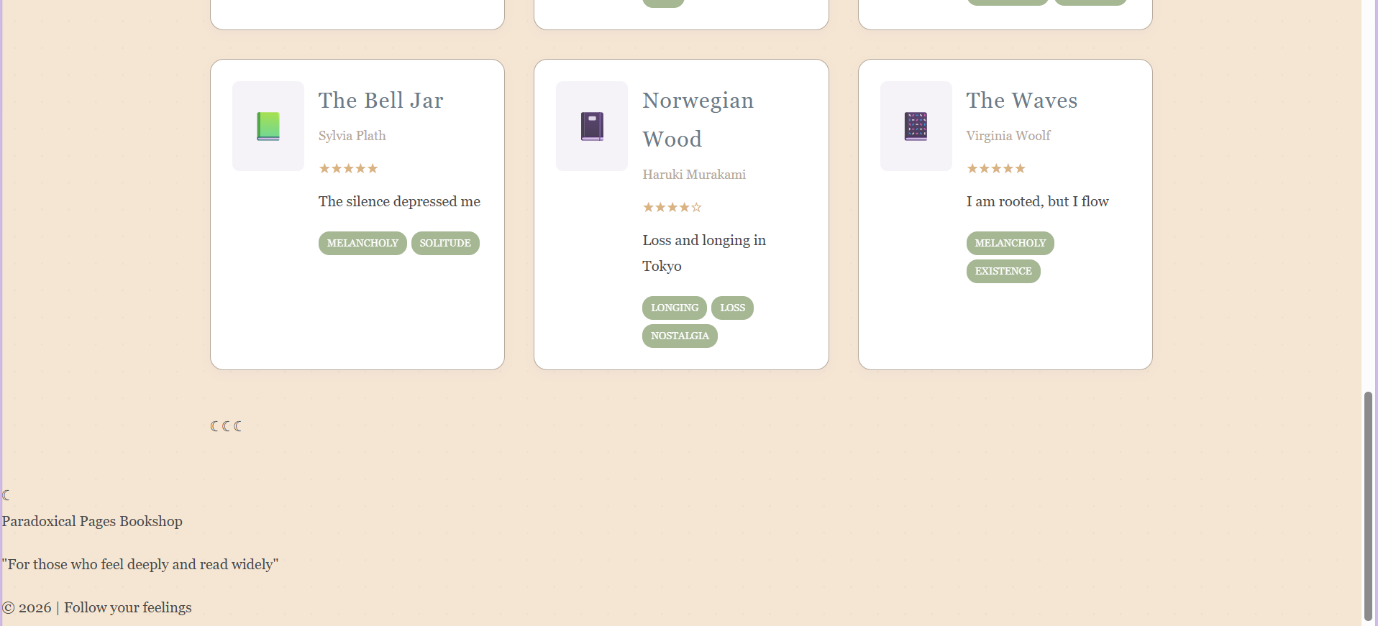 The Bell Jar
Sylvia Plath
★★★★★
The silence depressed me
MELANCHOLY SOLITUDE
Norwegian
Wood
Haruki Murakami
★★★★☆
Loss and longing in
Tokyo
LONGING LOSS
NOSTALGIA
The Waves
Virginia Woolf
★★★★★
I am rooted, but I flow
MELANCHOLY
EXISTENCE
☾☾☾
☾
Paradoxical Pages Bookshop
"For those who feel deeply and read widely"
© 2026 | Follow your feelings